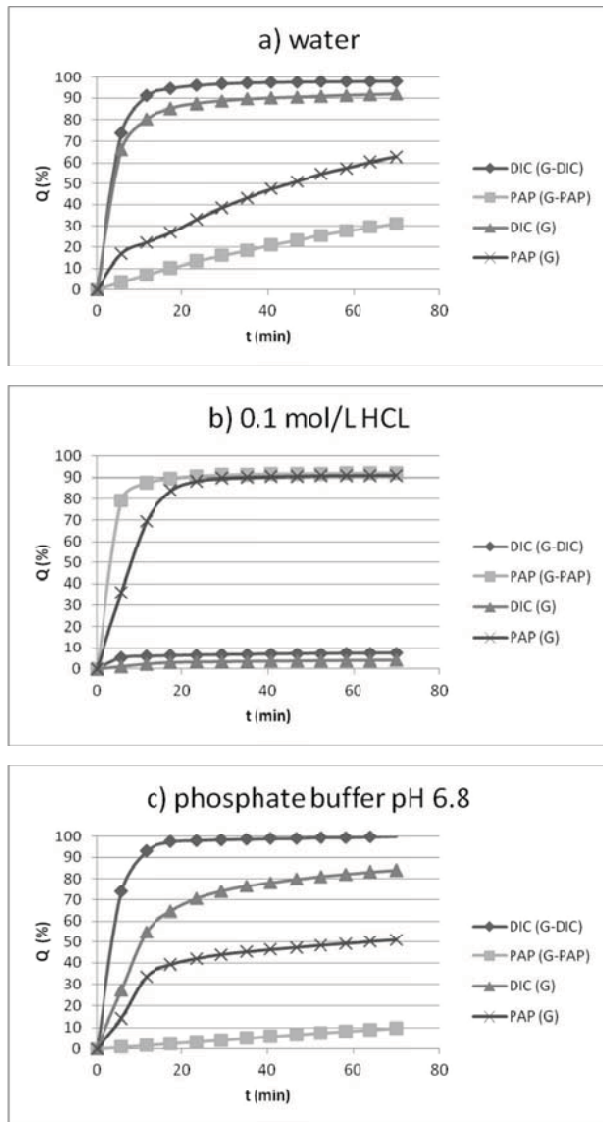 a) water
100
90
80
70
60
50
40
30
20
10
0
Q (%)
0 20 40 60 80
t (min)
DIC (G-DIC)
PAP (G-PAP)
DIC (G)
PAP (G)
b) 0.1 mol/L HCL
100
90
80
70
60
50
40
30
20
10
0
Q (%)
0 20 40 60 80
t (min)
DIC (G-DIC)
PAP (G-PAP)
DIC (G)
PAP (G)
c) phosphate buffer pH 6.8
100
90
80
70
60
50
40
30
20
10
0
Q (%)
0 20 40 60 80
t (min)
DIC (G-DIC)
PAP (G-PAP)
DIC (G)
PAP (G)